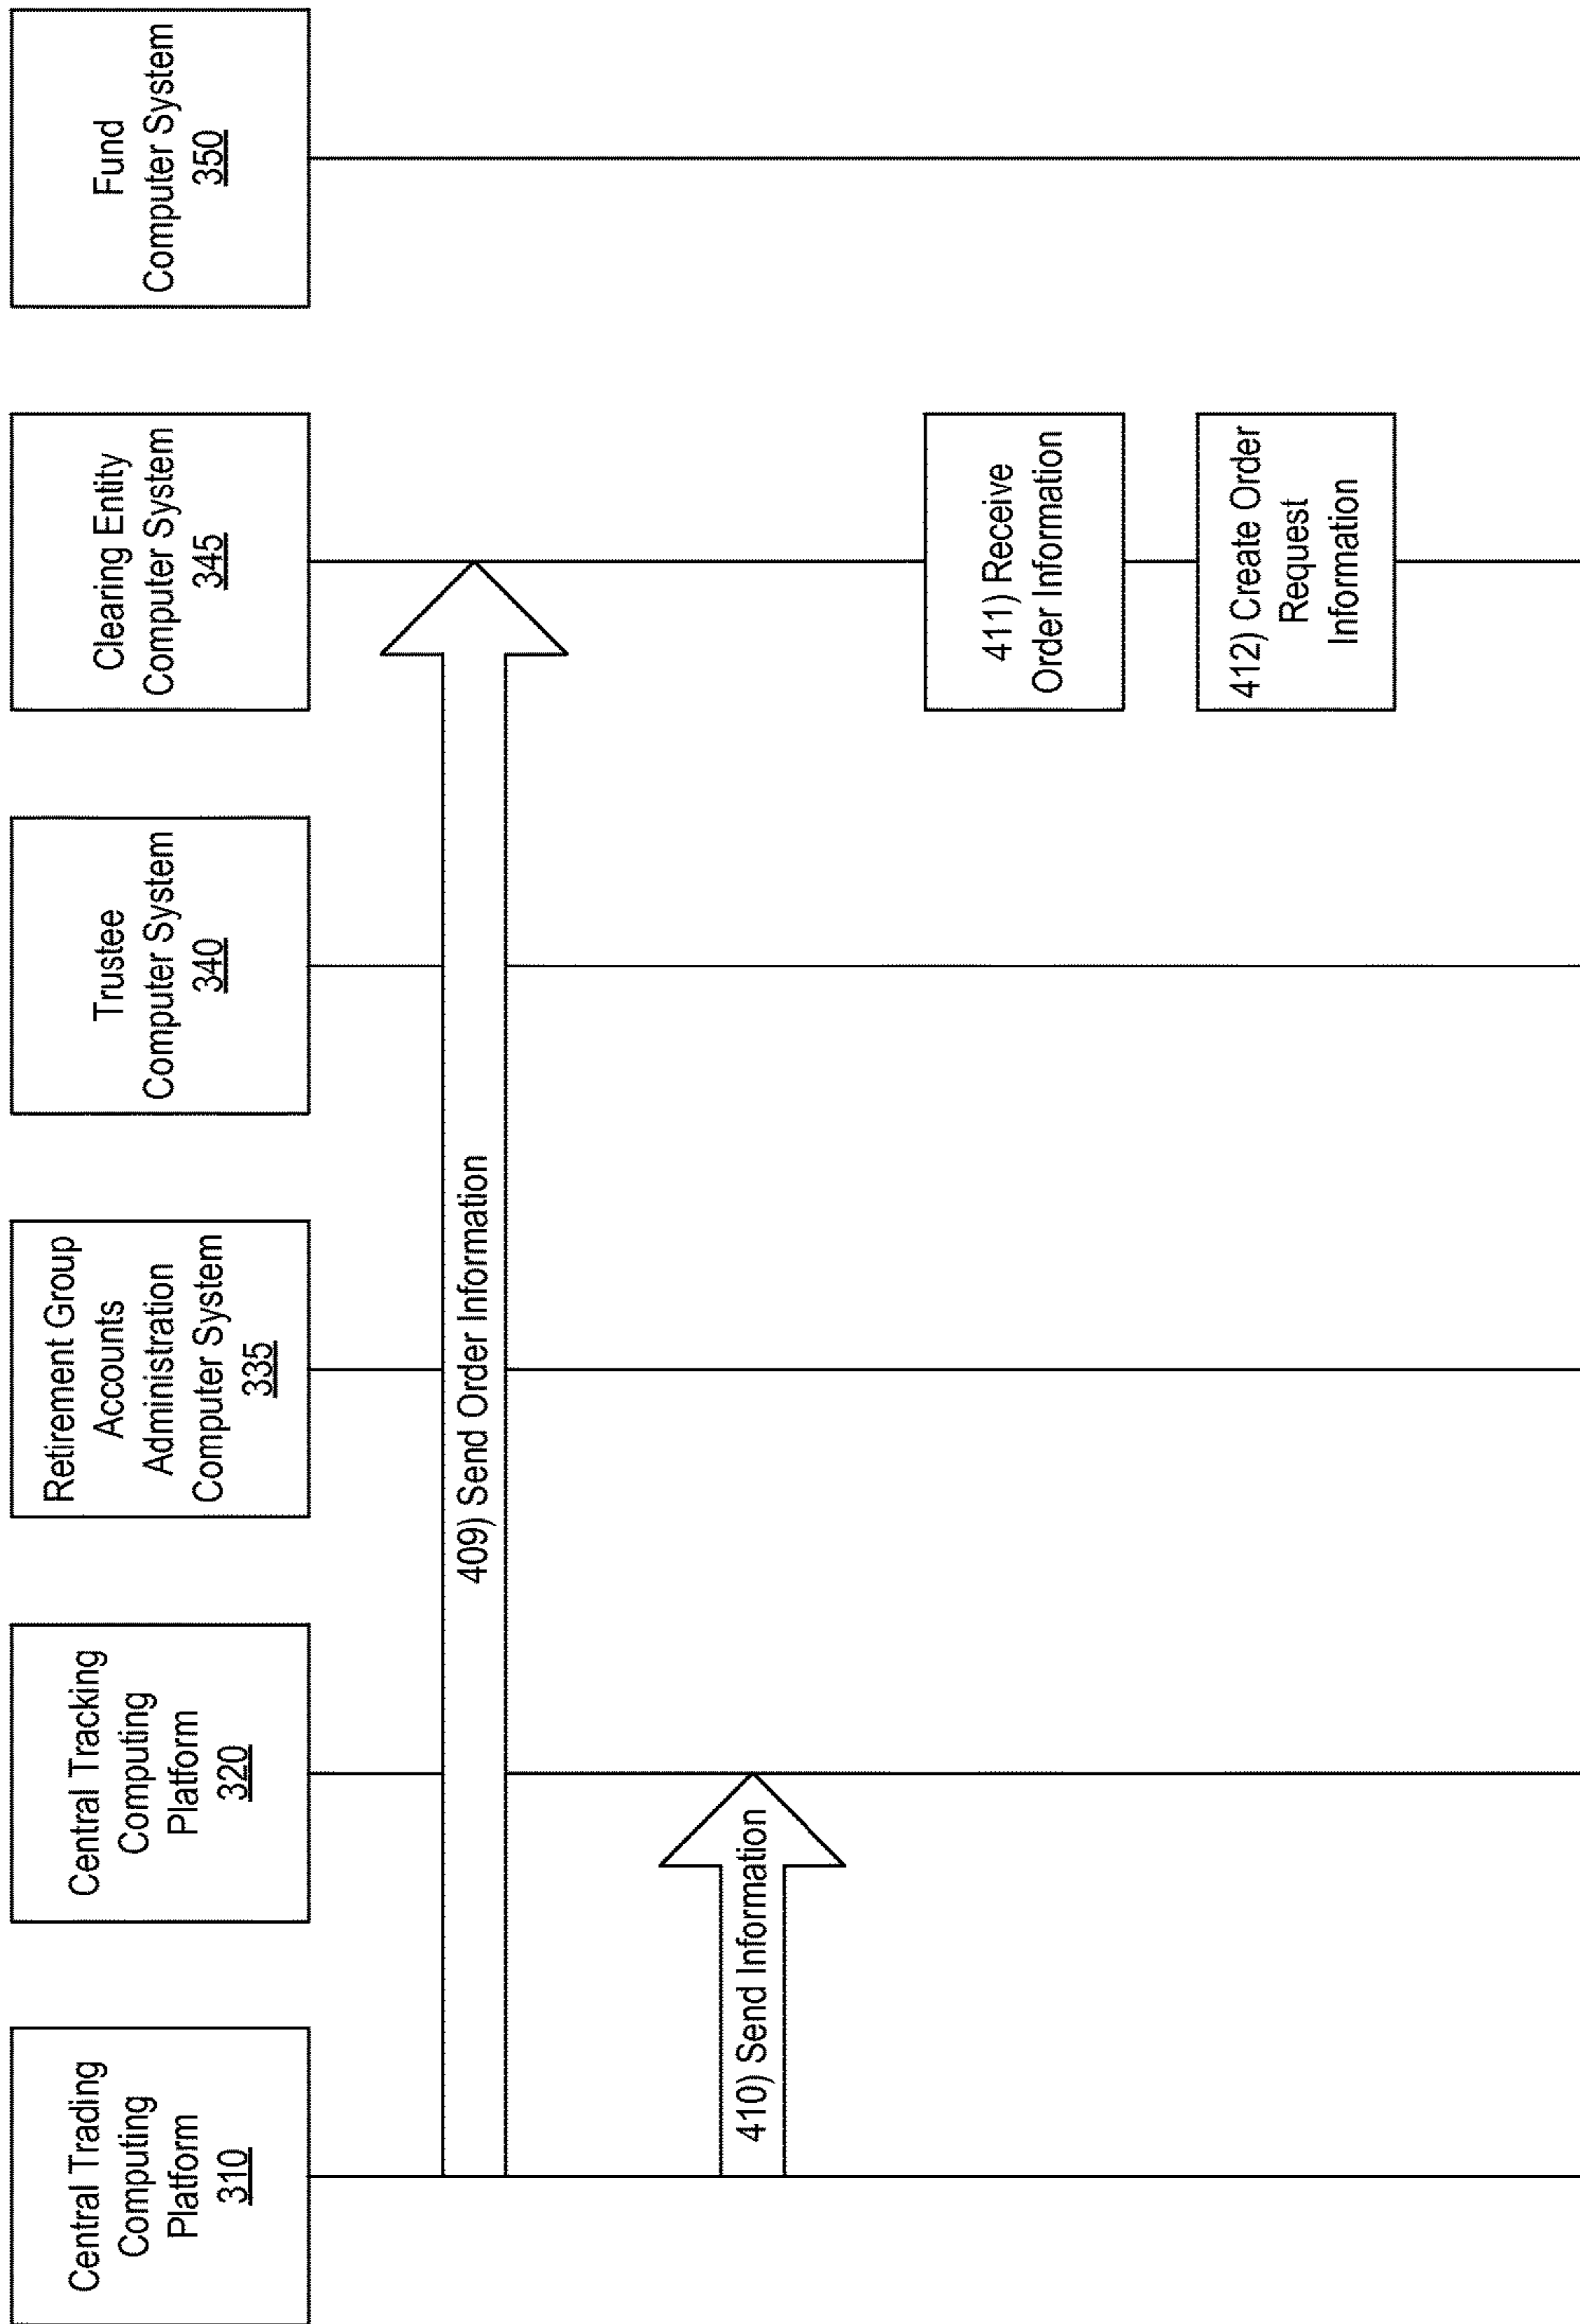 Central Trading
Computing
Platform
310
Central Tracking
Computing
Platform
320
Retirement Group
Accounts
Administration
Computer System
335
Trustee
Computer System
340
Clearing Entity
Computer System
345
Fund
Computer System
350
409) Send Order Information
410) Send Information
411) Receive
Order Information
412) Create Order
Request
Information